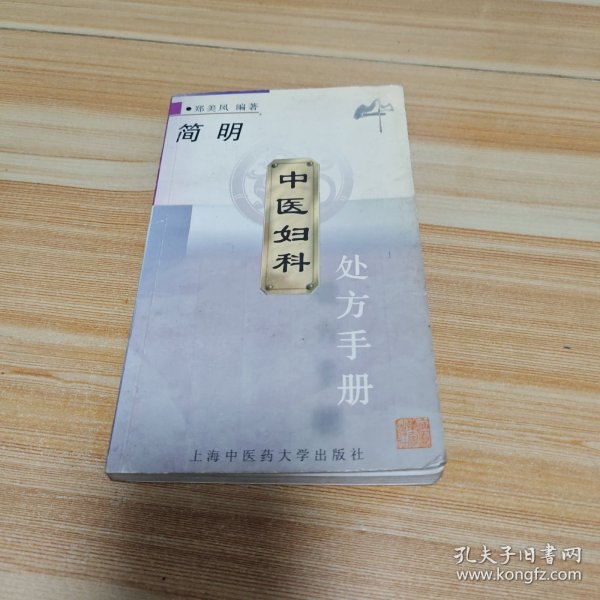 •郑美凤 编著
简明
中医妇科
处方手册
上海中医药大学出版社
孔夫子旧书网
www.kongfz.com